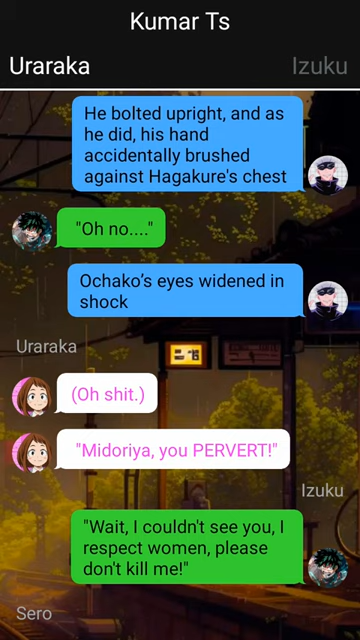 Kumar Ts
Uraraka
Izuku
He bolted upright, and as
he did, his hand
accidentally brushed
against Hagakure's chest
"Oh no...."
Ochako’s eyes widened in
shock
Uraraka
(Oh shit.)
"Midoriya, you PERVERT!"
Izuku
"Wait, I couldn't see you, I
respect women, please
don't kill me!"
Sero